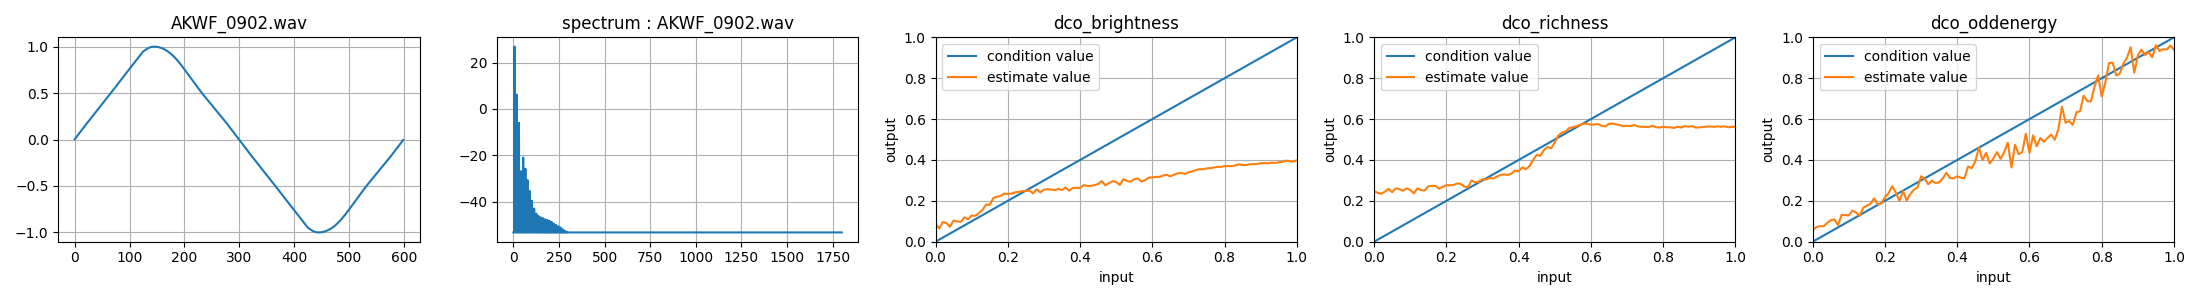 AKWF_0902.wav
1.0
0.5
0.0
−0.5
−1.0
0 100 200 300 400 500 600
spectrum : AKWF_0902.wav
20
0
−20
−40
0 250 500 750 1000 1250 1500 1750
dco_brightness
condition value
estimate value
output
1.0
0.8
0.6
0.4
0.2
0.0
0.0 0.2 0.4 0.6 0.8 1.0
input
dco_richness
condition value
estimate value
output
1.0
0.8
0.6
0.4
0.2
0.0
0.0 0.2 0.4 0.6 0.8 1.0
input
dco_oddenergy
condition value
estimate value
output
1.0
0.8
0.6
0.4
0.2
0.0
0.0 0.2 0.4 0.6 0.8 1.0
input